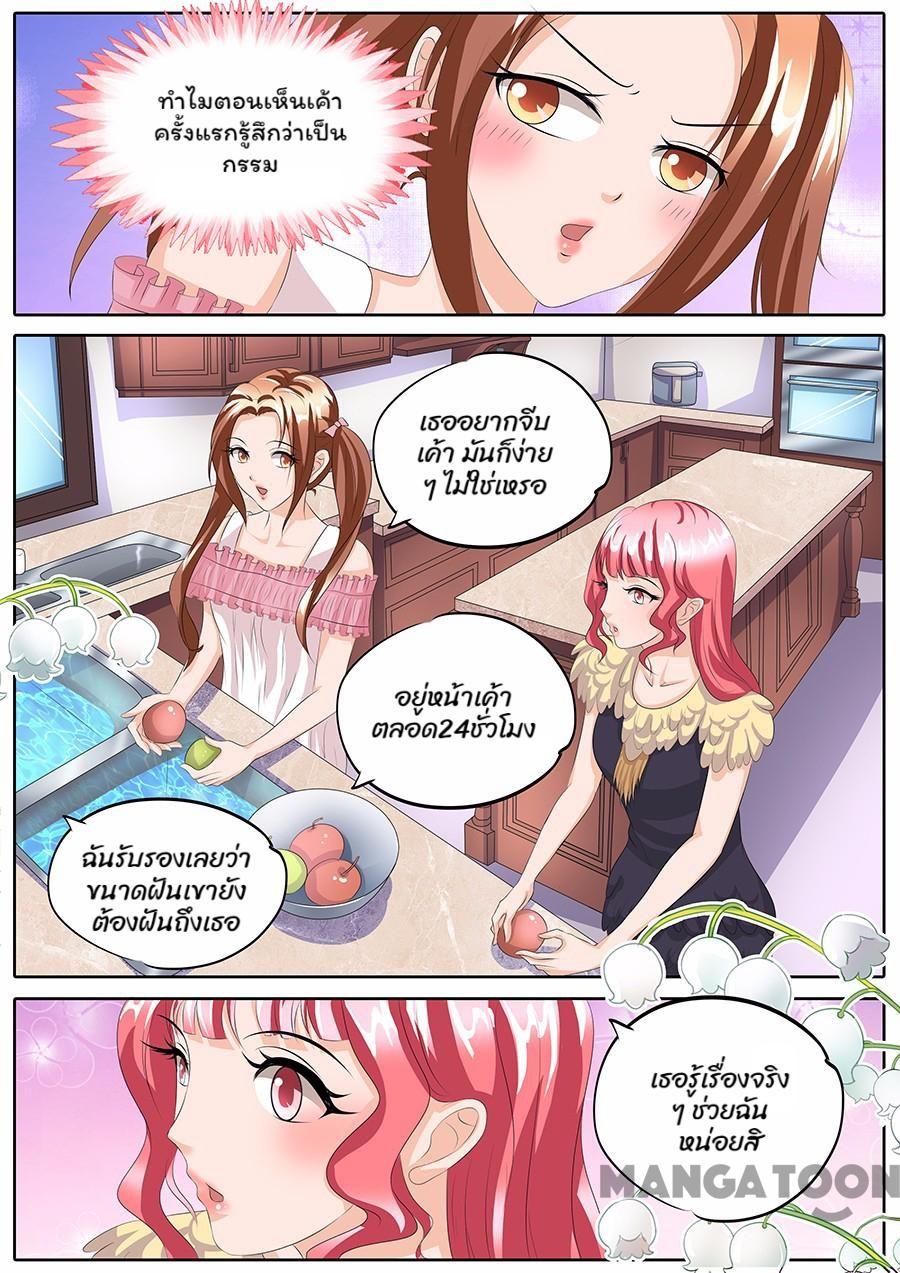 ทำไมตอนเห็นเค้า
ครั้งแรกรู้สึกว่าเป็น
กรรม
เธออยากจีบ
เค้า มันก็ง่าย
ๆ ไม่ใช่เหรอ
อยู่หน้าเค้า
ตลอด24ชั่วโมง
ฉันรับรองเลยว่า
ขนาดฝันเขายัง
ต้องฝันถึงเธอ
เธอรู้เรื่องจริง
ๆ ช่วยฉัน
หน่อยสิ
MANGATOON